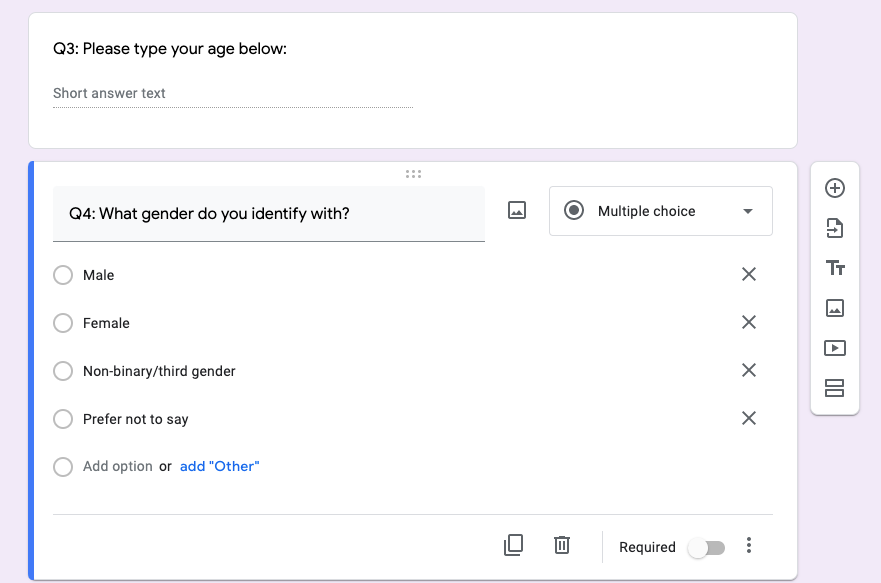 Q3: Please type your age below:
Short answer text
Q4: What gender do you identify with?
Multiple choice
Male
Female
Non-binary/third gender
Prefer not to say
Add option or add "Other"
Required
Tт